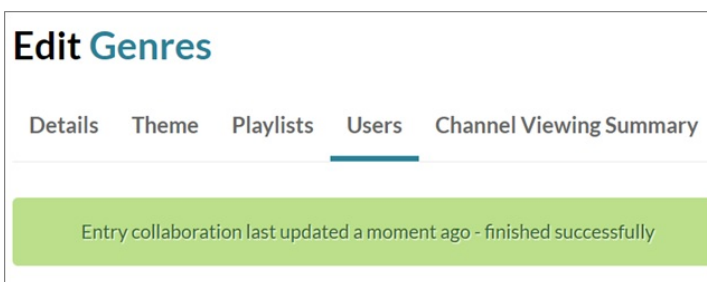 Edit Genres
Details Theme Playlists Users Channel Viewing Summary
Entry collaboration last updated a moment ago - finished successfully